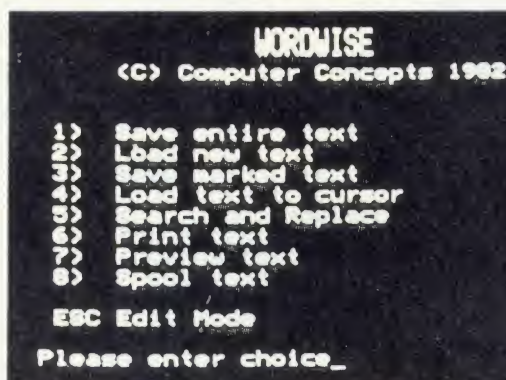 WORDWISE
(C) Computer Concepts 1982
1) Save entire text
2) Load new text
3) Save marked text
4) Load text to cursor
5) Search and Replace
6) Print text
7) Preview text
8) Spool text
ESC Edit Mode
Please enter choice_